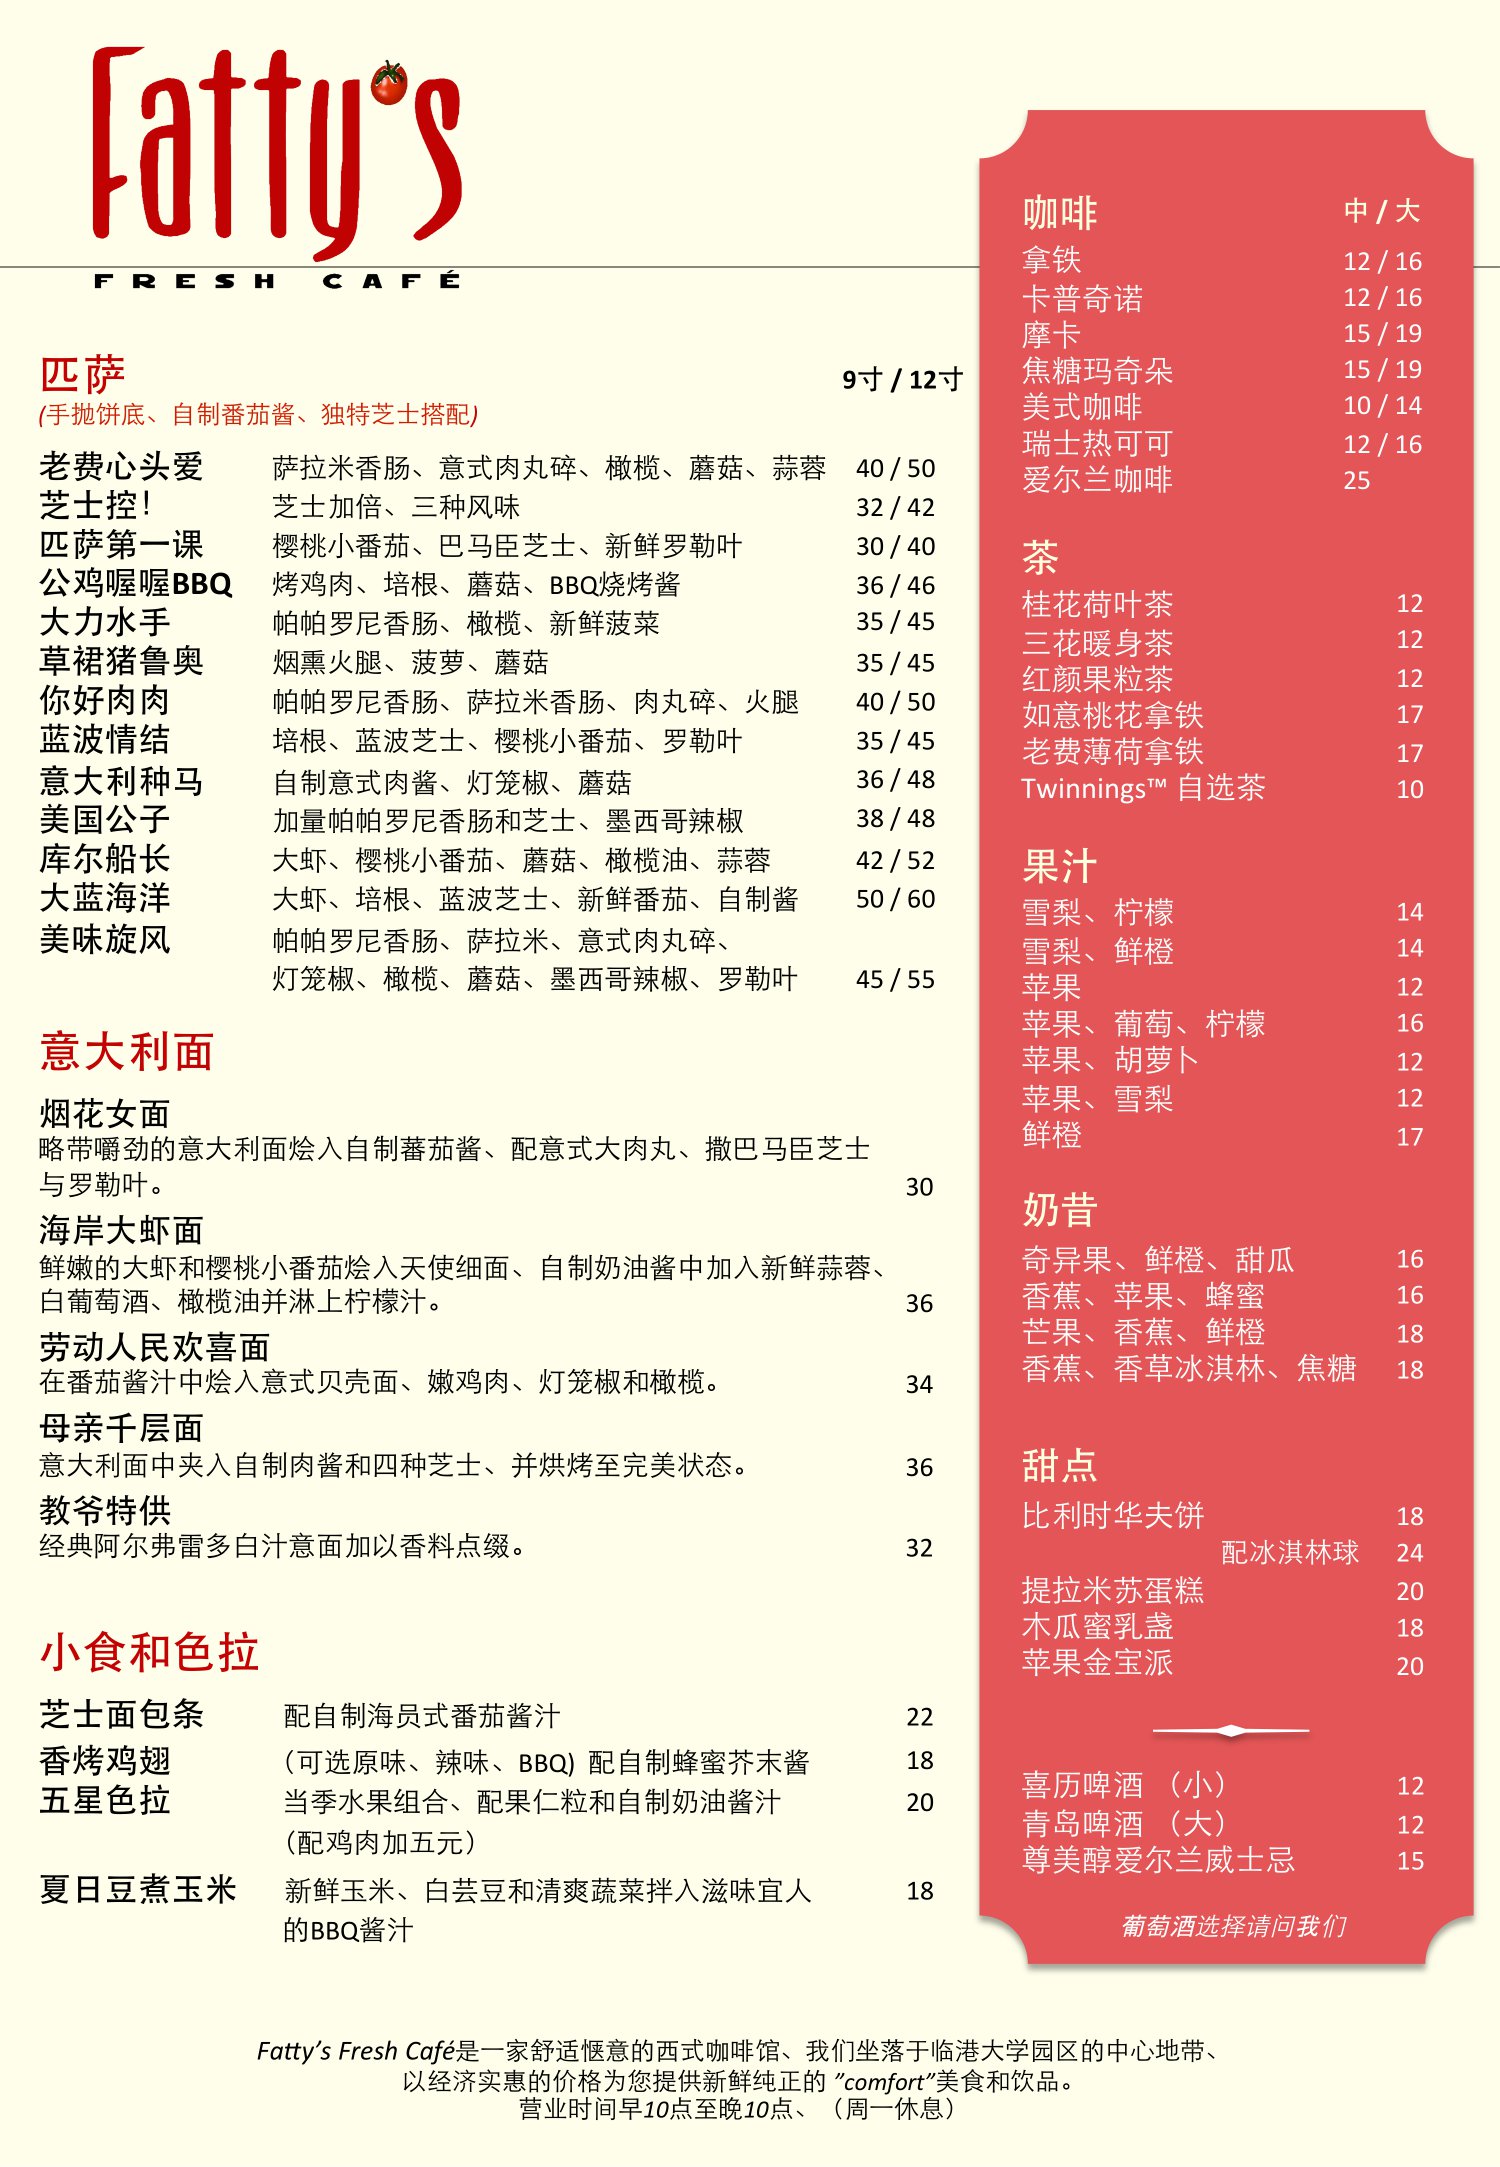 Fatty's
FRESH CAFÉ
匹萨 9寸 / 12寸
(手抛饼底、自制番茄酱、独特芝士搭配)
老费心头爱 萨拉米香肠、意式肉丸碎、橄榄、蘑菇、蒜蓉 40 / 50
芝士控！ 芝士加倍、三种风味 32 / 42
匹萨第一课 樱桃小番茄、巴马臣芝士、新鲜罗勒叶 30 / 40
公鸡喔喔BBQ 烤鸡肉、培根、蘑菇、BBQ烧烤酱 36 / 46
大力水手 帕帕罗尼香肠、橄榄、新鲜菠菜 35 / 45
草裙猪鲁奥 烟熏火腿、菠萝、蘑菇 35 / 45
你好肉肉 帕帕罗尼香肠、萨拉米香肠、肉丸碎、火腿 40 / 50
蓝波情结 培根、蓝波芝士、樱桃小番茄、罗勒叶 35 / 45
意大利种马 自制意式肉酱、灯笼椒、蘑菇 36 / 48
美国公子 加量帕帕罗尼香肠和芝士、墨西哥辣椒 38 / 48
库尔船长 大虾、樱桃小番茄、蘑菇、橄榄油、蒜蓉 42 / 52
大蓝海洋 大虾、培根、蓝波芝士、新鲜番茄、自制酱 50 / 60
美味旋风 帕帕罗尼香肠、萨拉米、意式肉丸碎、
灯笼椒、橄榄、蘑菇、墨西哥辣椒、罗勒叶 45 / 55
意大利面
烟花女面
略带嚼劲的意大利面烩入自制蕃茄酱、配意式大肉丸、撒巴马臣芝士
与罗勒叶。 30
海岸大虾面
鲜嫩的大虾和樱桃小番茄烩入天使细面、自制奶油酱中加入新鲜蒜蓉、
白葡萄酒、橄榄油并淋上柠檬汁。 36
劳动人民欢喜面
在番茄酱汁中烩入意式贝壳面、嫩鸡肉、灯笼椒和橄榄。 34
母亲千层面
意大利面中夹入自制肉酱和四种芝士、并烘烤至完美状态。 36
教爷特供
经典阿尔弗雷多白汁意面加以香料点缀。 32
小食和色拉
芝士面包条 配自制海员式番茄酱汁 22
香烤鸡翅 （可选原味、辣味、BBQ）配自制蜂蜜芥末酱 18
五星色拉 当季水果组合、配果仁粒和自制奶油酱汁 20
（配鸡肉加五元）
夏日豆煮玉米 新鲜玉米、白芸豆和清爽蔬菜拌入滋味宜人 18
的BBQ酱汁
咖啡 中 / 大
拿铁 12 / 16
卡普奇诺 12 / 16
摩卡 15 / 19
焦糖玛奇朵 15 / 19
美式咖啡 10 / 14
瑞士热可可 12 / 16
爱尔兰咖啡 25
茶
桂花荷叶茶 12
三花暖身茶 12
红颜果粒茶 12
如意桃花拿铁 17
老费薄荷拿铁 17
Twinnings™ 自选茶 10
果汁
雪梨、柠檬 14
雪梨、鲜橙 14
苹果 12
苹果、葡萄、柠檬 16
苹果、胡萝卜 12
苹果、雪梨 12
鲜橙 17
奶昔
奇异果、鲜橙、甜瓜 16
香蕉、苹果、蜂蜜 16
芒果、香蕉、鲜橙 18
香蕉、香草冰淇林、焦糖 18
甜点
比利时华夫饼 18
配冰淇林球 24
提拉米苏蛋糕 20
木瓜蜜乳盏 18
苹果金宝派 20
喜历啤酒 （小） 12
青岛啤酒 （大） 12
尊美醇爱尔兰威士忌 15
葡萄酒选择请问我们
Fatty's Fresh Café是一家舒适惬意的西式咖啡馆、我们坐落于临港大学园区的中心地带、
以经济实惠的价格为您提供新鲜纯正的 ”comfort”美食和饮品。
营业时间早10点至晚10点、（周一休息）